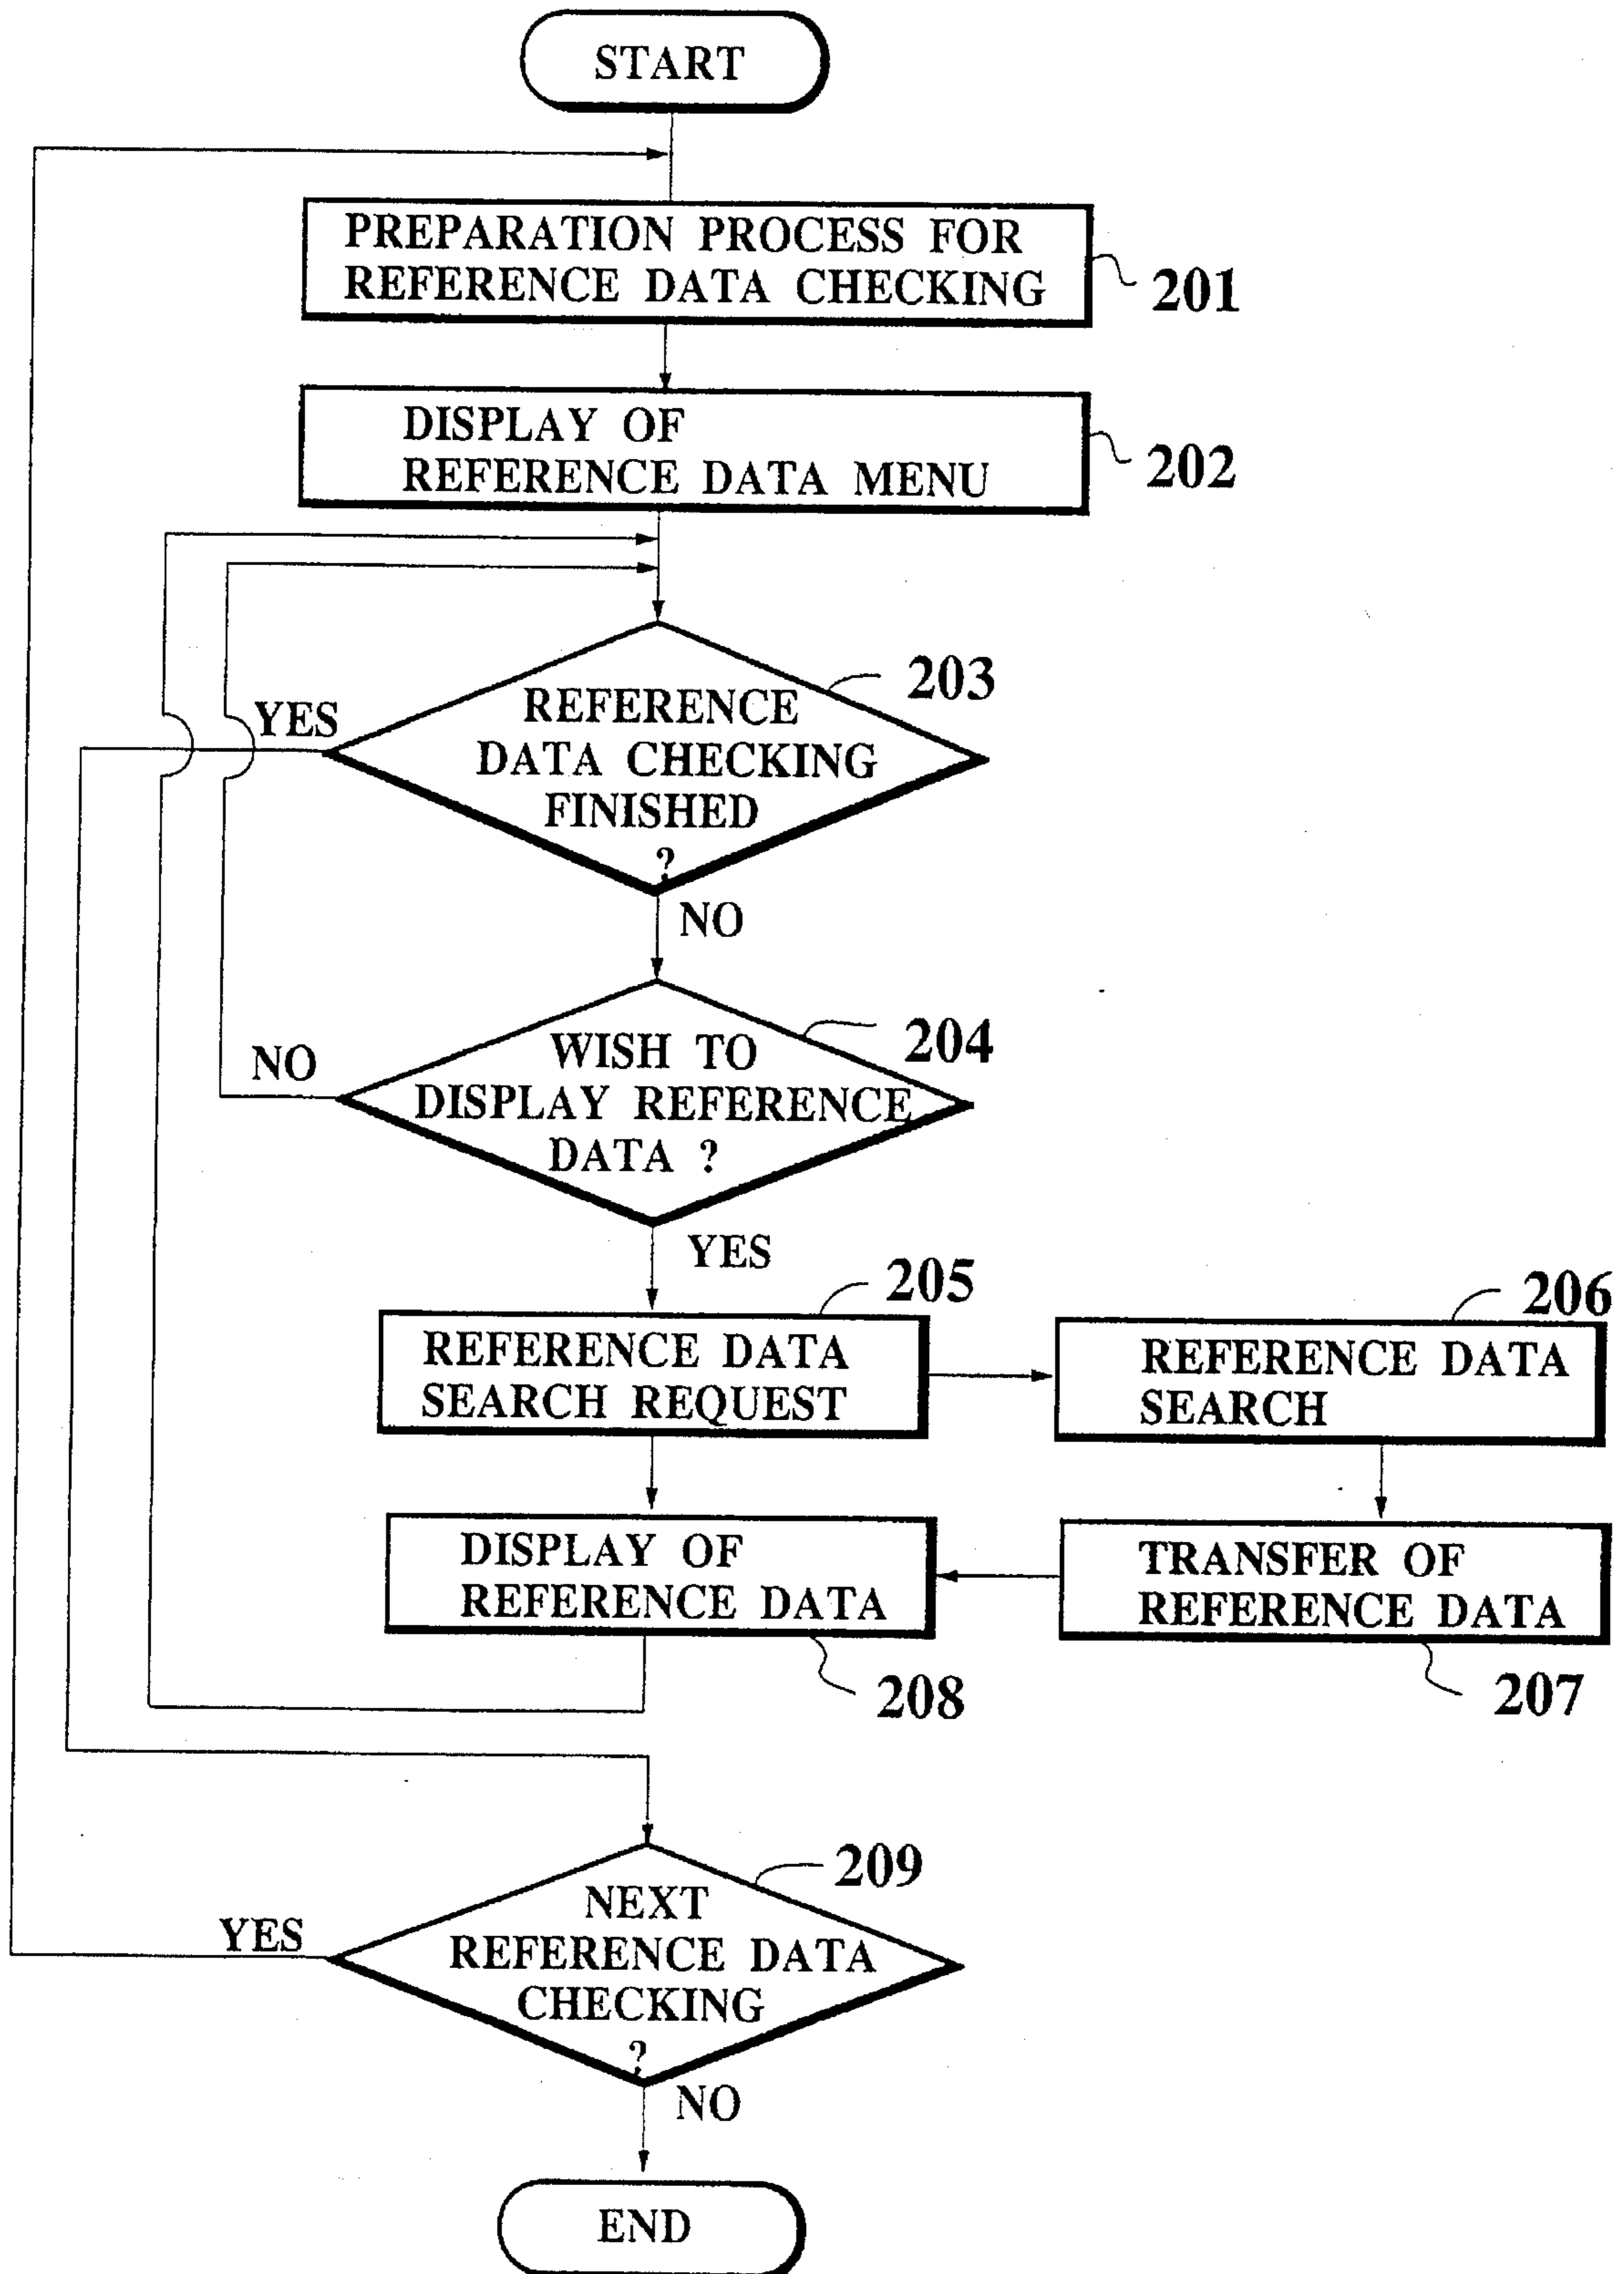 START
PREPARATION PROCESS FOR
REFERENCE DATA CHECKING
201
DISPLAY OF
REFERENCE DATA MENU
202
203
YES
REFERENCE
DATA CHECKING
FINISHED
?
NO
204
NO
WISH TO
DISPLAY REFERENCE
DATA ?
YES
205
REFERENCE DATA
SEARCH REQUEST
206
REFERENCE DATA
SEARCH
DISPLAY OF
REFERENCE DATA
208
TRANSFER OF
REFERENCE DATA
207
209
YES
NEXT
REFERENCE DATA
CHECKING
?
NO
END